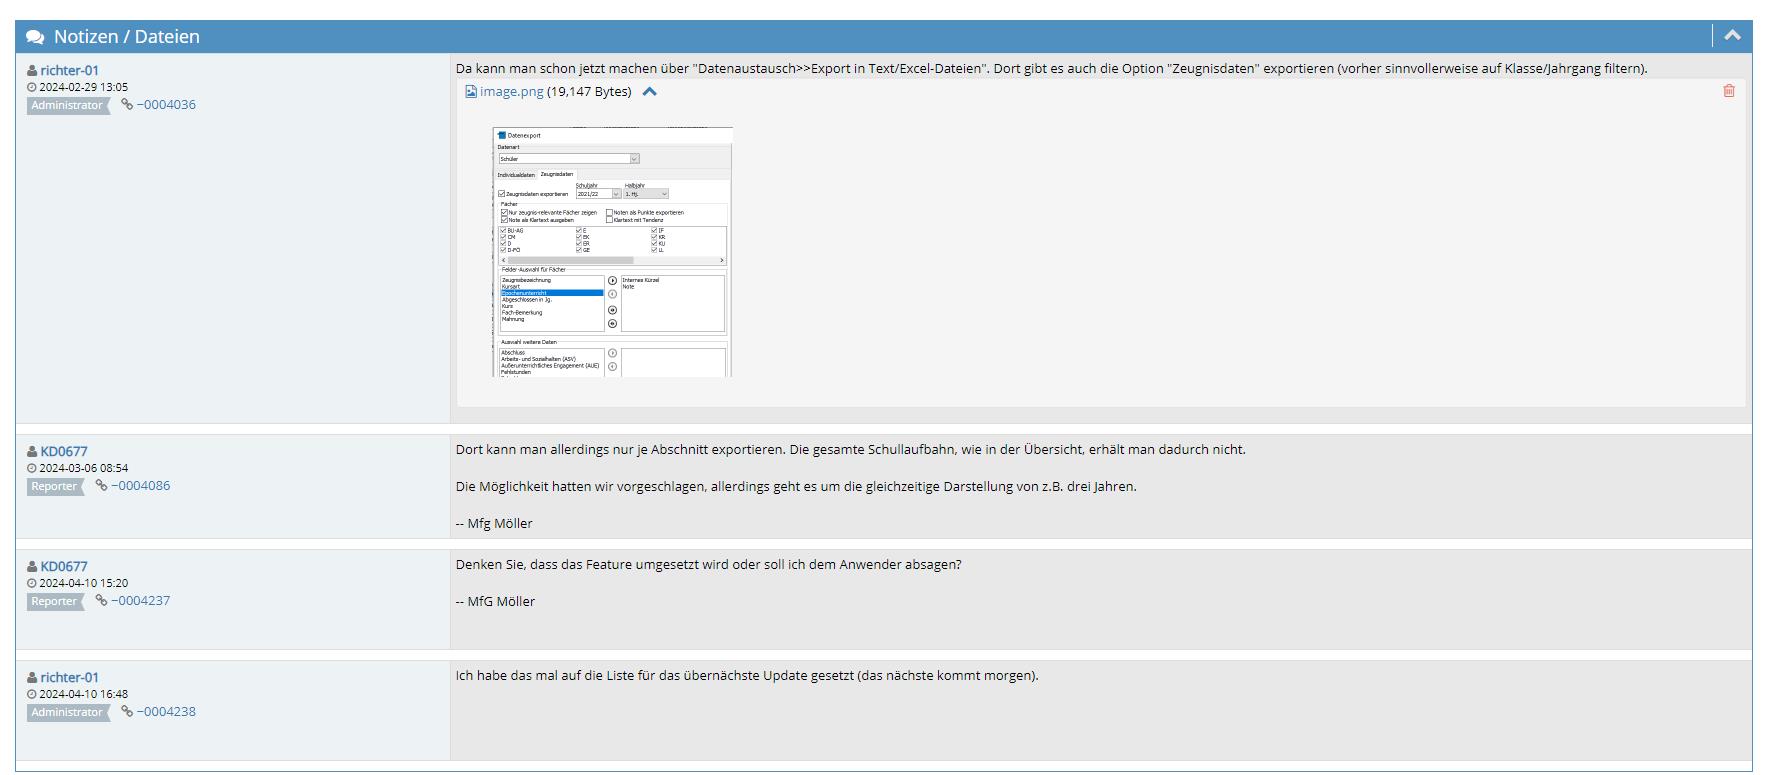 Notizen / Dateien
richter-01
2024-02-29 13:05
Administrator ~0004036
Da kann man schon jetzt machen über "Datenaustausch>>Export in Text/Excel-Dateien". Dort gibt es auch die Option "Zeugnisdaten" exportieren (vorher sinnvollerweise auf Klasse/Jahrgang filtern).
image.png (19,147 Bytes)
Datenexport
Datenart
Schüler
Individualdaten Zeugnisdaten
Schuljahr Halbjahr
Zeugnisdaten exportieren 2021/22 1. Hj.
Fächer
Nur zeugnis-relevante Fächer zeigen Noten als Punkte exportieren
Note als Klartext ausgeben Klartext mit Tendenz
BU-AG E IF
CM EK KR
D ER KU
D-FÖ GE LL
Felder-Auswahl für Fächer
Zeugnisbezeichnung Internes Kürzel
Kursart Note
Epochenunterricht
Abgeschlossen in Jg.
Kurs
Fach-Bemerkung
Mahnung
Auswahl weitere Daten
Abschluss
Arbeits- und Sozialhalten (ASV)
Außerunterrichtliches Engagement (AUE)
Fehlstunden
KD0677
2024-03-06 08:54
Reporter ~0004086
Dort kann man allerdings nur je Abschnitt exportieren. Die gesamte Schullaufbahn, wie in der Übersicht, erhält man dadurch nicht.
Die Möglichkeit hatten wir vorgeschlagen, allerdings geht es um die gleichzeitige Darstellung von z.B. drei Jahren.
-- Mfg Möller
KD0677
2024-04-10 15:20
Reporter ~0004237
Denken Sie, dass das Feature umgesetzt wird oder soll ich dem Anwender absagen?
-- MfG Möller
richter-01
2024-04-10 16:48
Administrator ~0004238
Ich habe das mal auf die Liste für das übernächste Update gesetzt (das nächste kommt morgen).